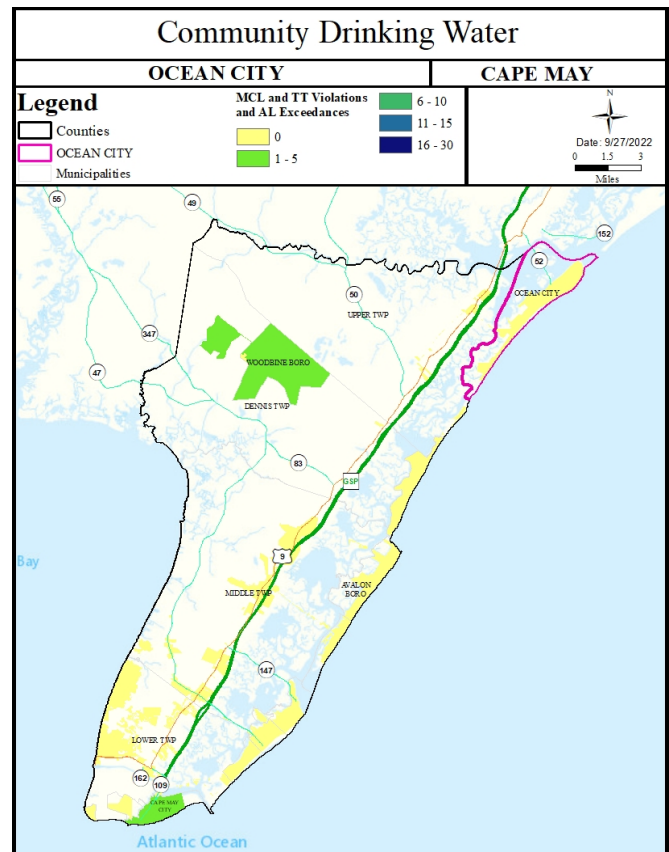 Community Drinking Water
OCEAN CITY
CAPE MAY
Legend
Counties
OCEAN CITY
Municipalities
MCL and TT Violations
and AL Exceedances
0
1 - 5
6 - 10
11 - 15
16 - 30
N
Date: 9/27/2022
0 1.5 3
Miles
55
49
152
52
OCEAN CITY
50
UPPER TWP
347
WOODBINE BORO
47
DENNIS TWP
83
GSP
9
Bay
MIDDLE TWP
AVALON
BORO
147
LOWER TWP
162
109
CAPE MAY
CITY
Atlantic Ocean